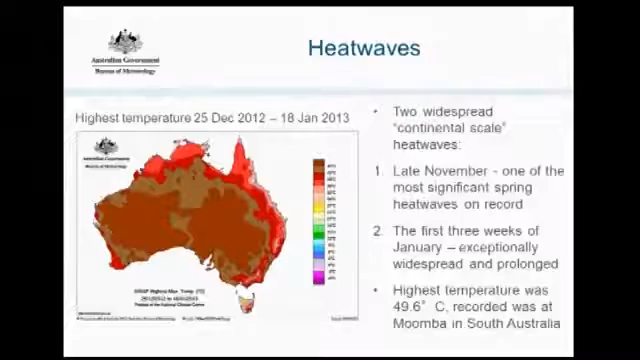 Australian Government
Bureau of Meteorology
Heatwaves
Highest temperature 25 Dec 2012 – 18 Jan 2013
Australian Government
• Two widespread
“continental scale”
heatwaves:
1. Late November - one of the
most significant spring
heatwaves on record
2. The first three weeks of
January – exceptionally
widespread and prolonged
• Highest temperature was
49.6° C, recorded was at
Moomba in South Australia